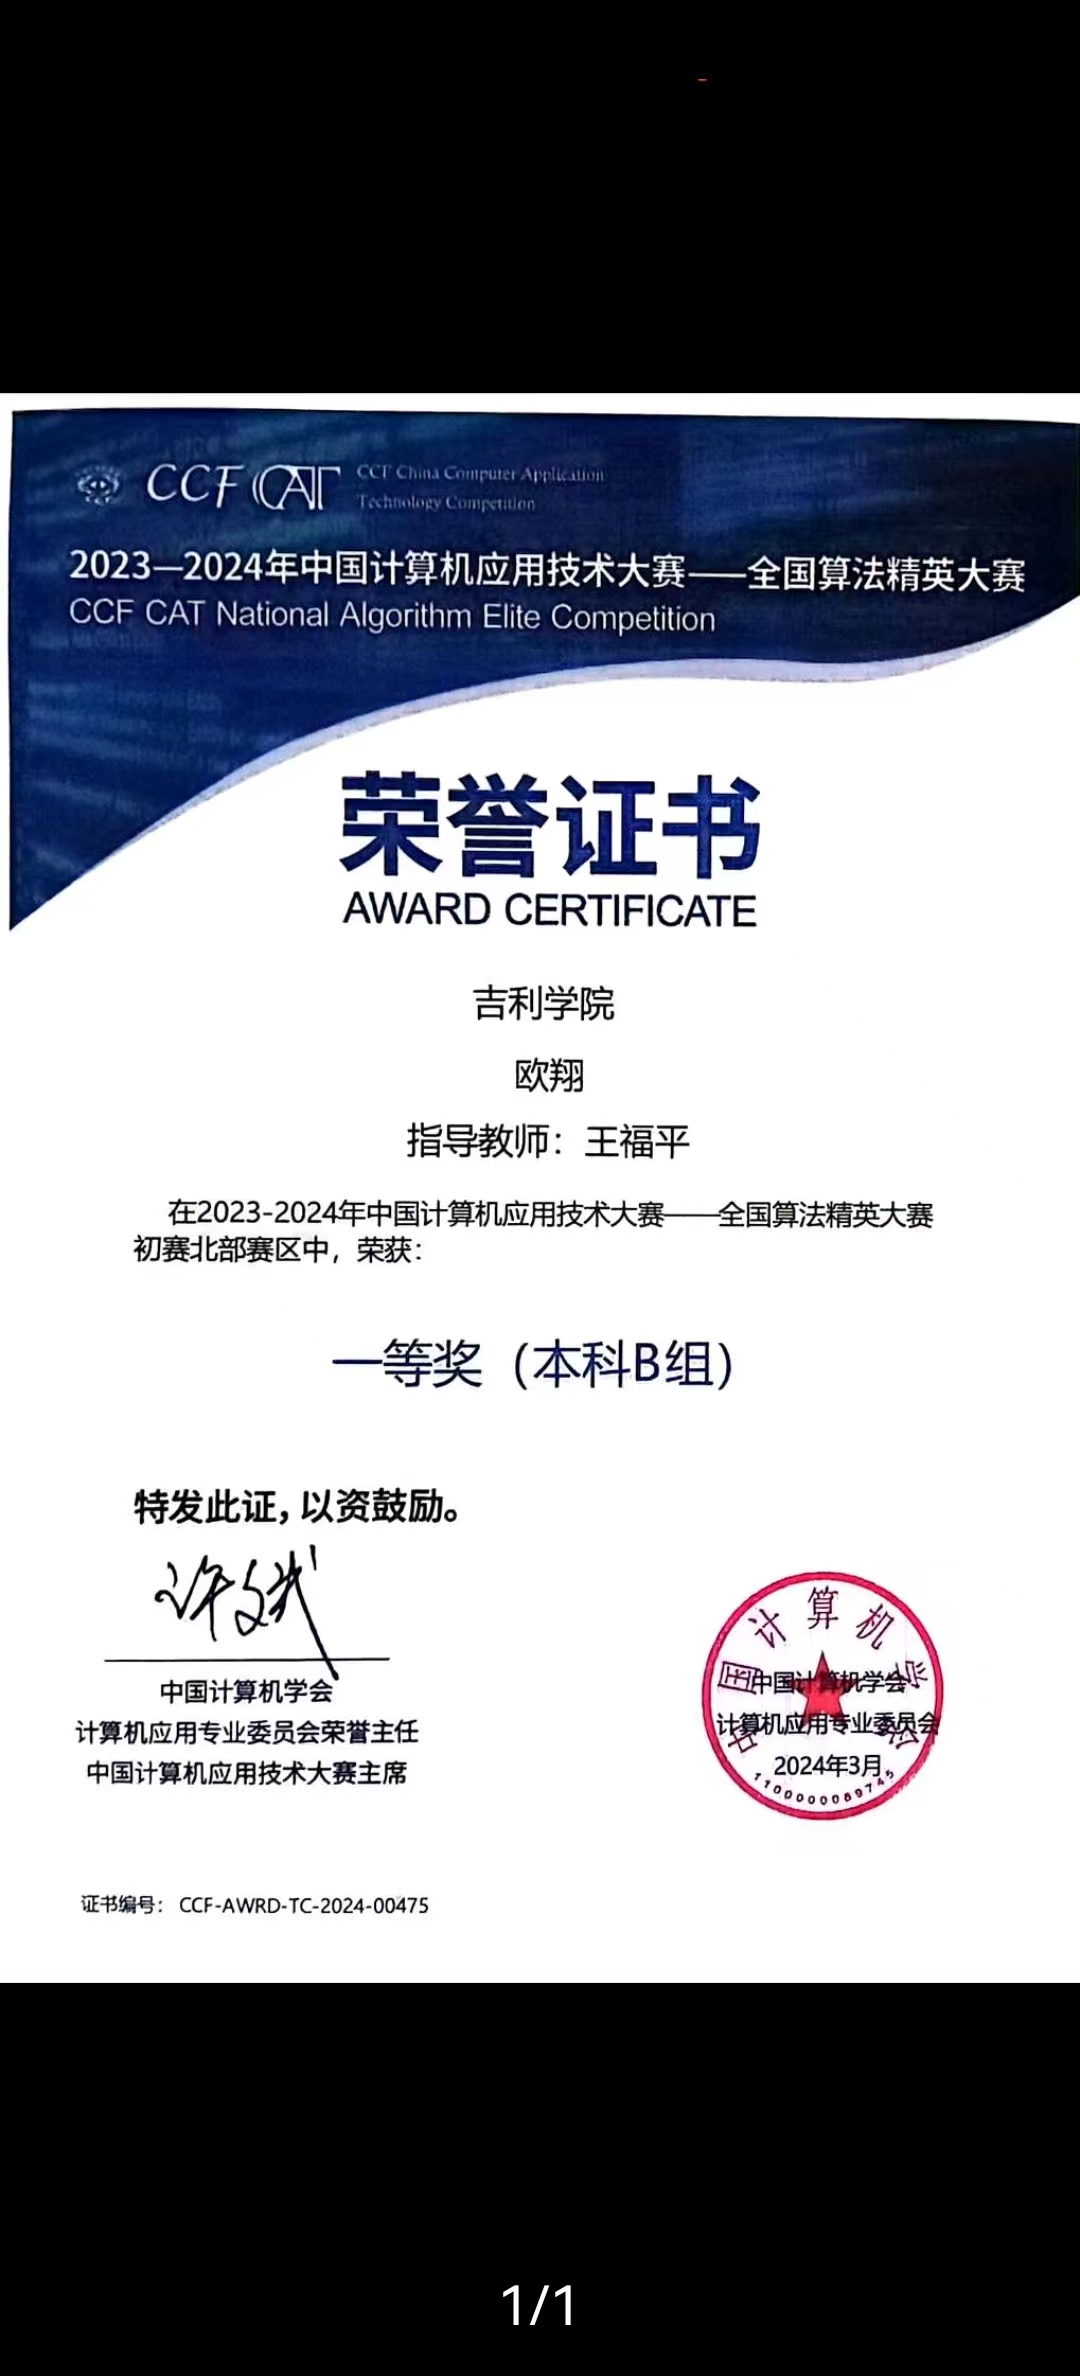 CCF CAT
CCF China Computer Application
Technology Competition
2023—2024年中国计算机应用技术大赛——全国算法精英大赛
CCF CAT National Algorithm Elite Competition
荣誉证书
AWARD CERTIFICATE
吉利学院
欧翔
指导教师：王福平
在2023-2024年中国计算机应用技术大赛——全国算法精英大赛
初赛北部赛区中，荣获：
一等奖（本科B组）
特发此证，以资鼓励。
中国计算机学会
计算机应用专业委员会荣誉主任
中国计算机应用技术大赛主席
中国计算机学会
中国计算机学会
计算机应用专业委员会
2024年3月
1100000089745
证书编号： CCF-AWRD-TC-2024-00475
1/1